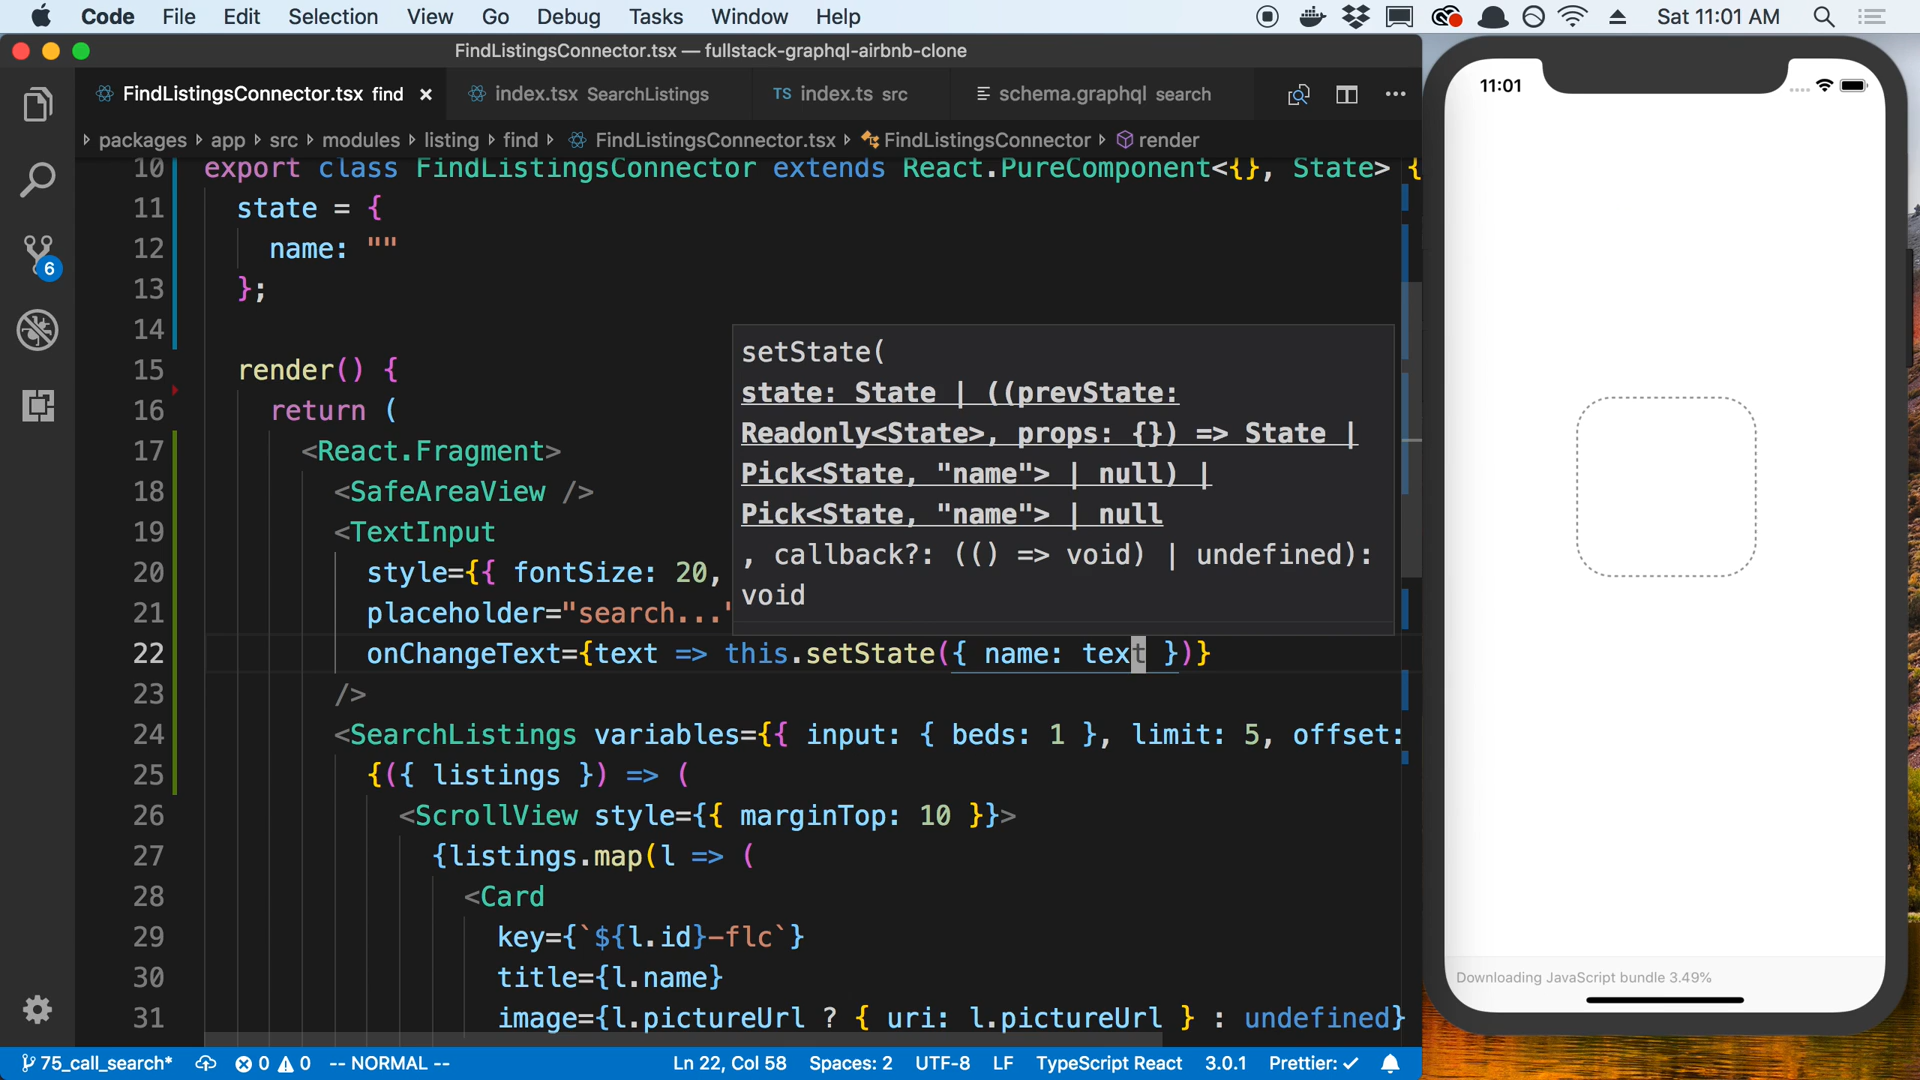 Code File Edit Selection View Go Debug Tasks Window Help Sat 11:01 AM
FindListingsConnector.tsx — fullstack-graphql-airbnb-clone
FindListingsConnector.tsx find × index.tsx SearchListings TS index.ts src schema.graphql search
packages app src modules listing find FindListingsConnector.tsx FindListingsConnector render
10 export class FindListingsConnector extends React.PureComponent<{}, State> {
11 state = {
12 name: ""
13 };
14
15 render() {
16 return (
17 <React.Fragment>
18 <SafeAreaView />
19 <TextInput
20 style={{ fontSize: 20,
21 placeholder="search..."
22 onChangeText={text => this.setState({ name: text })}
23 />
24 <SearchListings variables={{ input: { beds: 1 }, limit: 5, offset:
25 {({ listings }) => (
26 <ScrollView style={{ marginTop: 10 }}>
27 {listings.map(l => (
28 <Card
29 key={`${l.id}-flc`}
30 title={l.name}
31 image={l.pictureUrl ? { uri: l.pictureUrl } : undefined}
setState(
state: State | ((prevState:
Readonly<State>, props: {}) => State |
Pick<State, "name"> | null) |
Pick<State, "name"> | null
, callback?: (() => void) | undefined):
void
6
75_call_search* 0 0 -- NORMAL -- Ln 22, Col 58 Spaces: 2 UTF-8 LF TypeScript React 3.0.1 Prettier: ✓
11:01
Downloading JavaScript bundle 3.49%